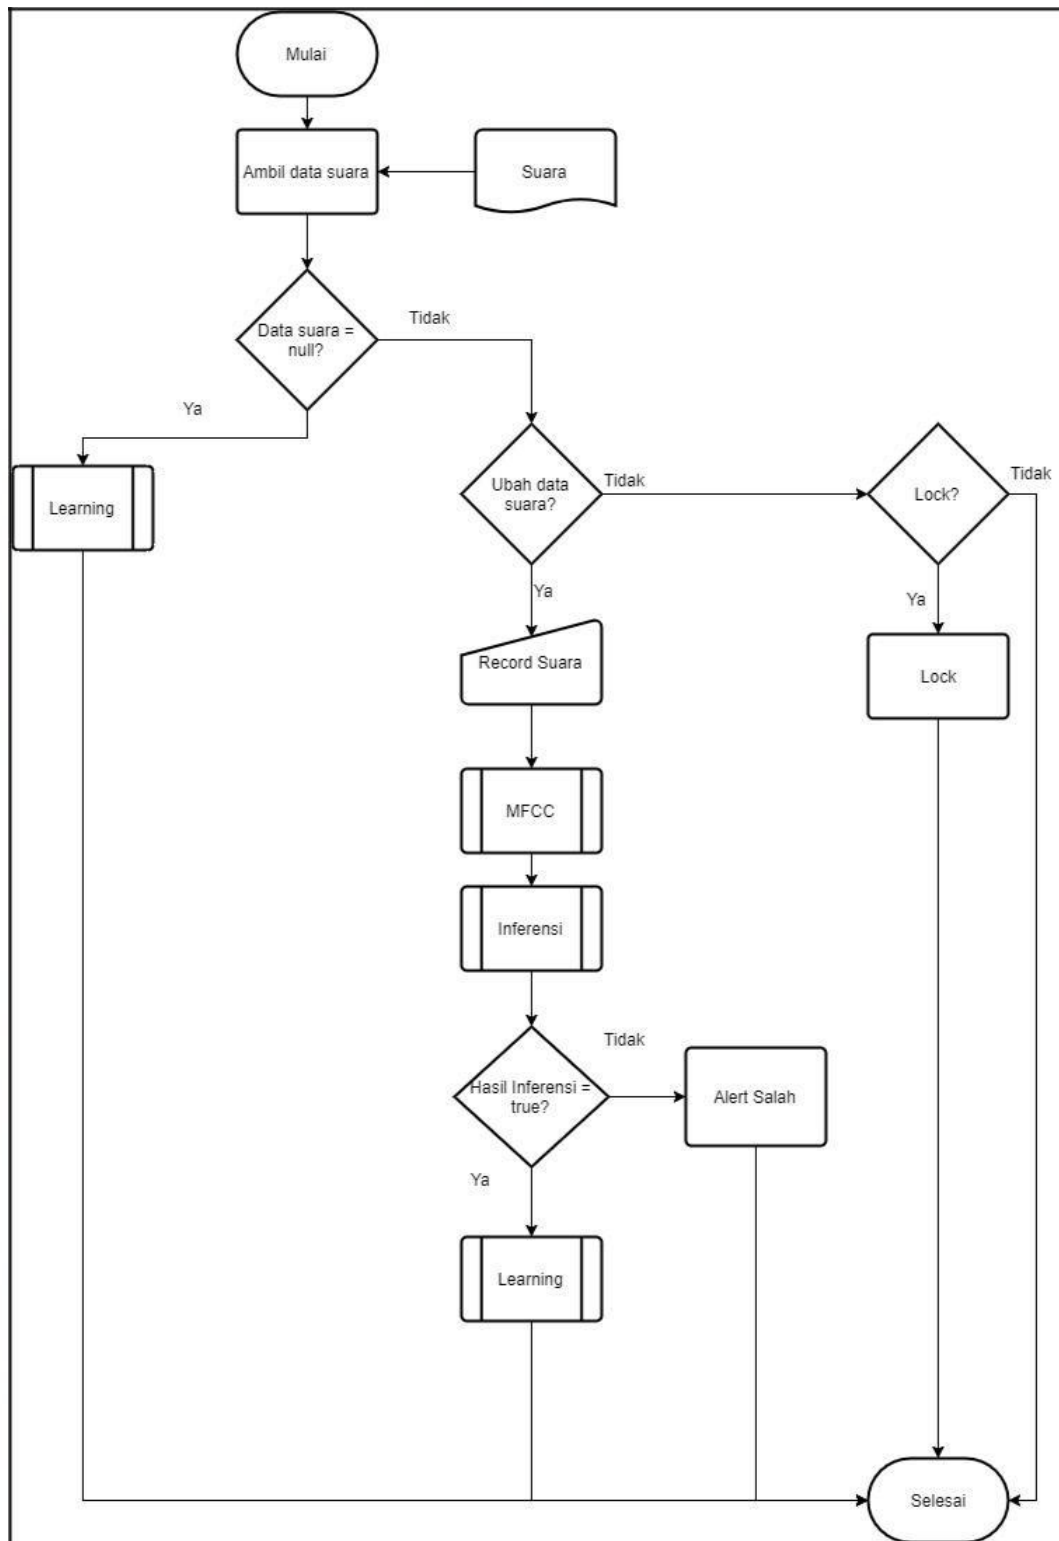 Mulai
Ambil data suara
Suara
Data suara =
null?
Tidak
Ya
Learning
Ubah data
suara?
Tidak
Lock?
Tidak
Ya
Ya
Record Suara
Lock
MFCC
Inferensi
Hasil Inferensi =
true?
Tidak
Alert Salah
Ya
Learning
Selesai